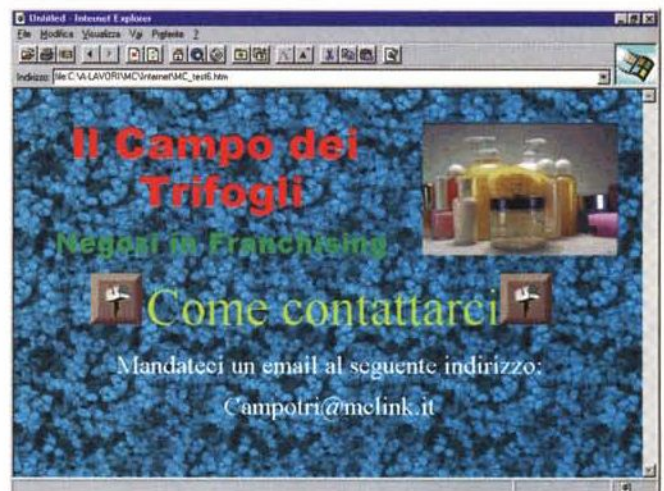 Untitled - Internet Explorer
File Modifica Visualizza Vai Preferite ?
Indirizzo: file:C:\A-LAVORI\MC\Internet\MC_test6.htm
Il Campo dei
Trifogli
Negozi in Franchising
Come contattarci
Mandateci un email al seguente indirizzo:
Campotri@mclink.it